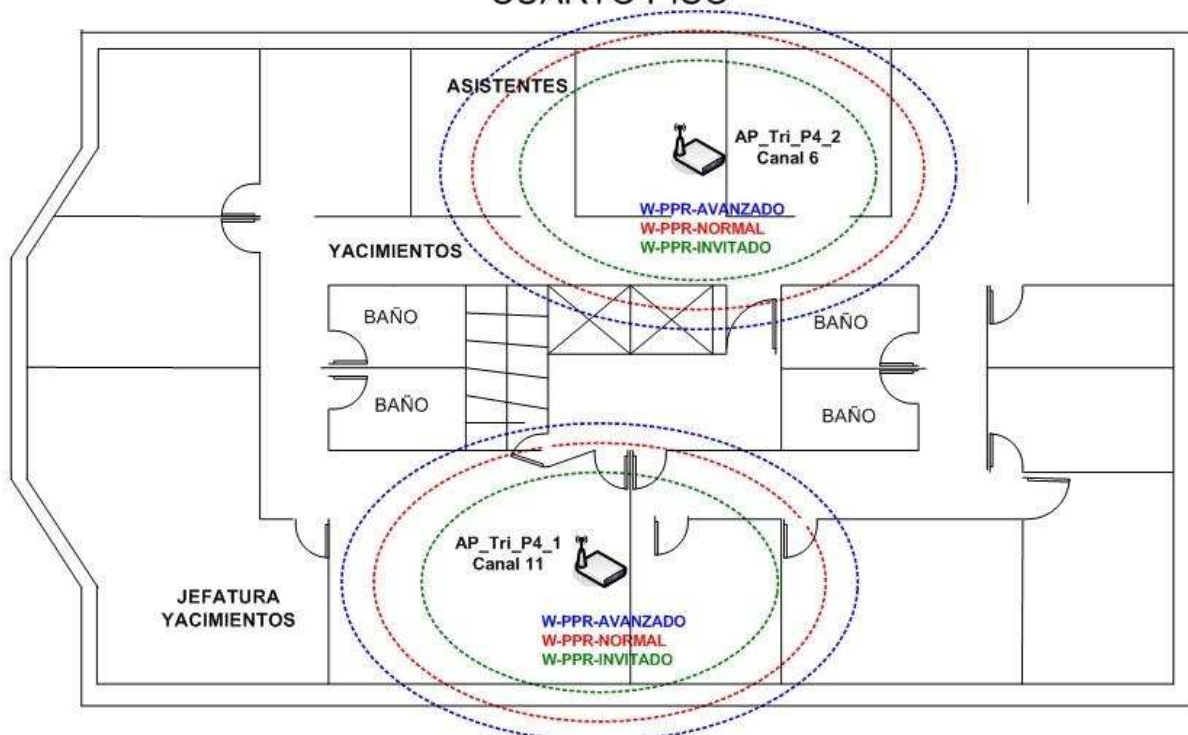 CUARTO PISO
ASISTENTES
AP_Tri_P4_2
Canal 6
W-PPR-AVANZADO
W-PPR-NORMAL
W-PPR-INVITADO
YACIMIENTOS
BAÑO
BAÑO
BAÑO
BAÑO
AP_Tri_P4_1
Canal 11
W-PPR-AVANZADO
W-PPR-NORMAL
W-PPR-INVITADO
JEFATURA
YACIMIENTOS